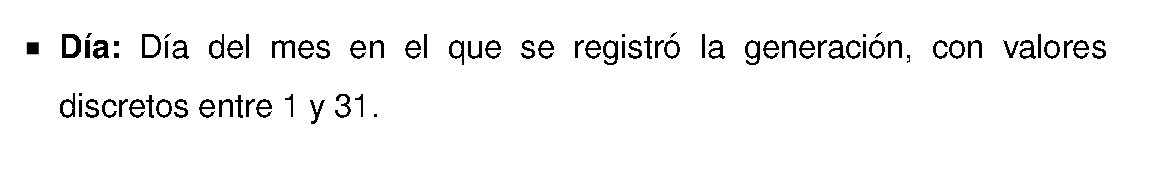 ▪ Día: Día del mes en el que se registró la generación, con valores
discretos entre 1 y 31.